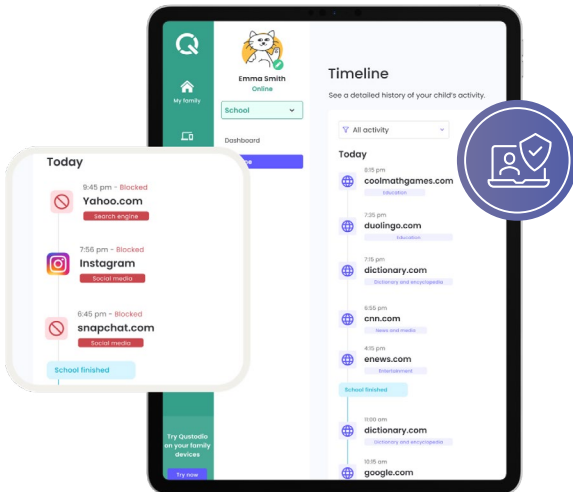 Emma Smith
Online
My family
School
Dashboard
Try Qustodio
on your family
devices
Try now
Timeline
See a detailed history of your child's activity.
All activity
Today
8:15 pm
coolmathgames.com
Education
7:35 pm
duolingo.com
Education
7:15 pm
dictionary.com
Dictionary and encyclopedia
6:55 pm
cnn.com
News and media
4:15 pm
enews.com
Entertainment
School finished
11:00 am
dictionary.com
Dictionary and encyclopedia
10:15 am
google.com
Today
9:45 pm - Blocked
Yahoo.com
Search engine
7:56 pm - Blocked
Instagram
Social media
6:45 pm - Blocked
snapchat.com
Social media
School finished